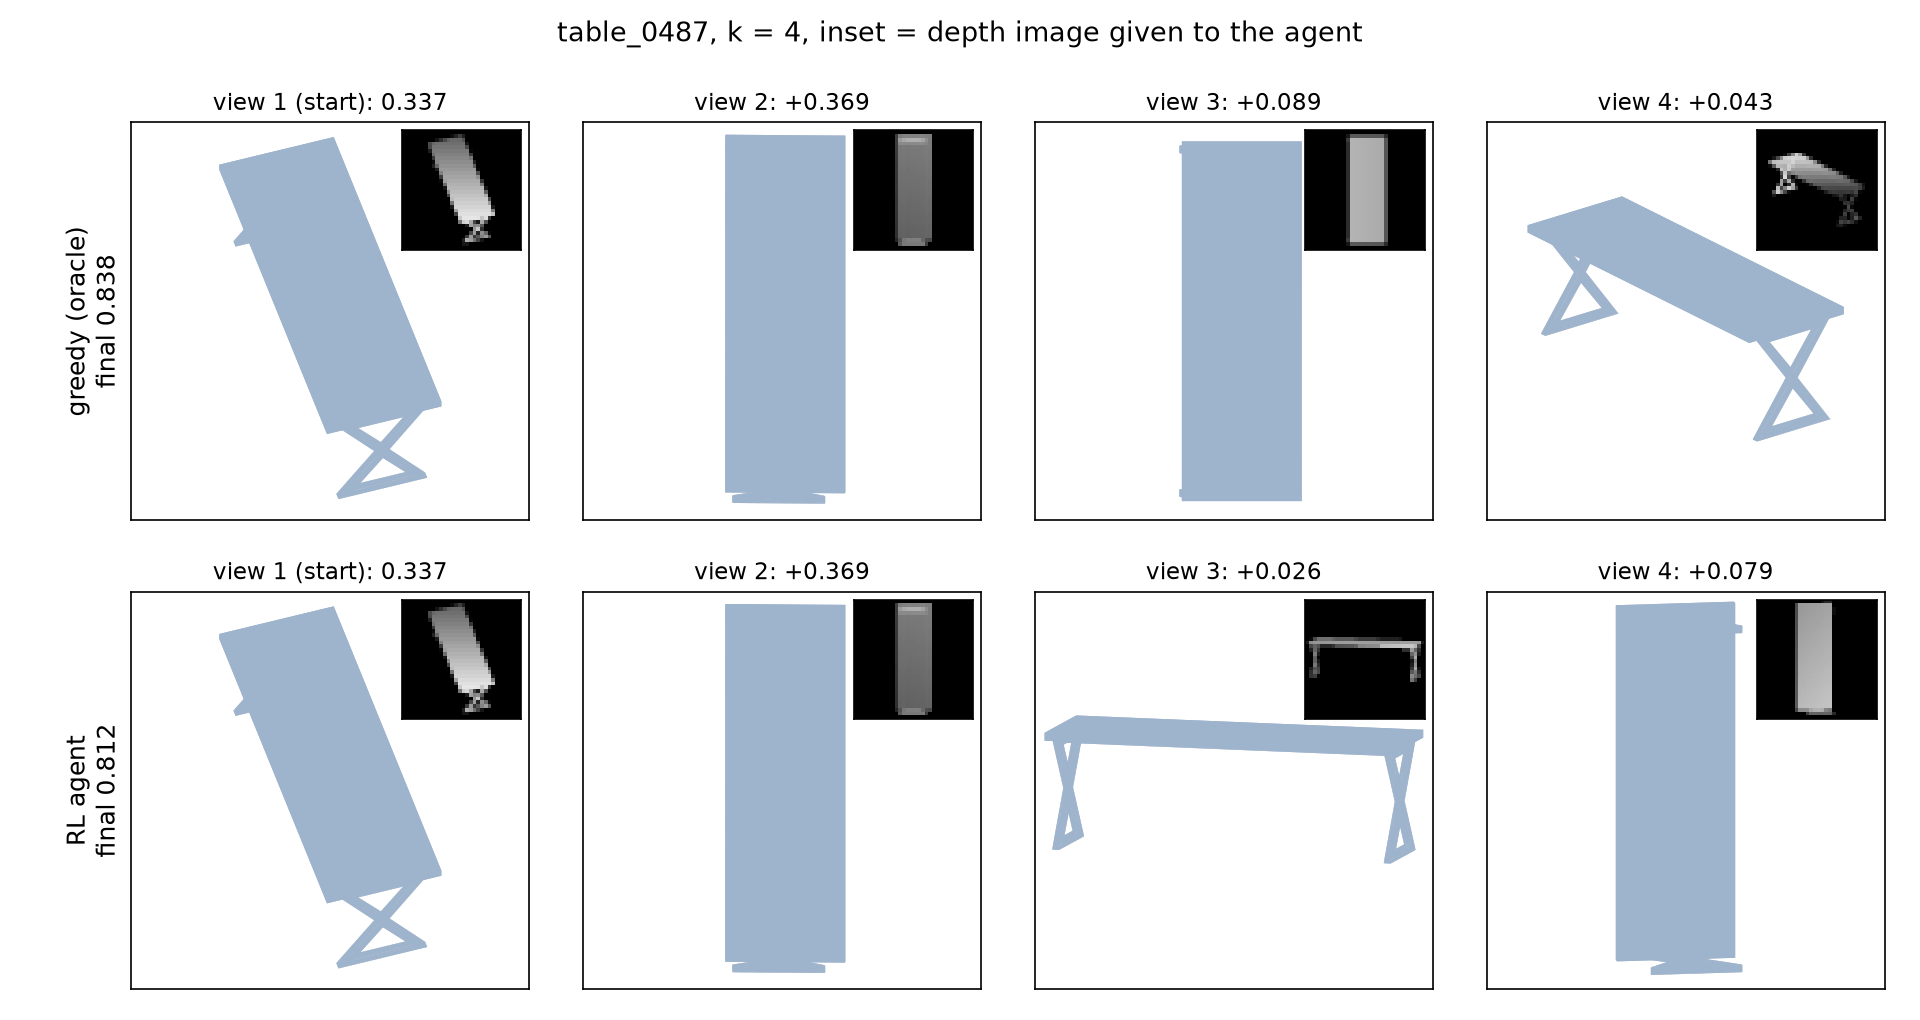 table_0487, k = 4, inset = depth image given to the agent
greedy (oracle)
final 0.838
view 1 (start): 0.337
view 2: +0.369
view 3: +0.089
view 4: +0.043
RL agent
final 0.812
view 1 (start): 0.337
view 2: +0.369
view 3: +0.026
view 4: +0.079